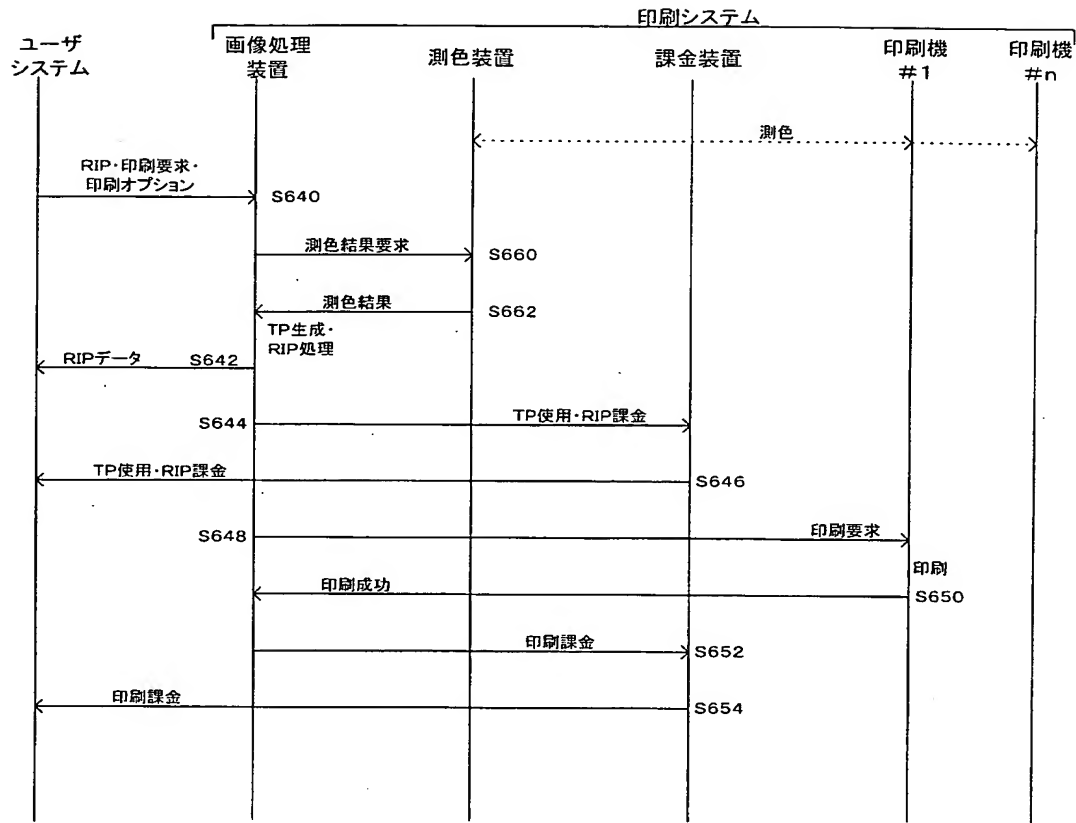 印刷システム
ユーザ
システム
画像処理
装置
測色装置
課金装置
印刷機
#1
印刷機
#n
測色
RIP・印刷要求・
印刷オプション
S640
測色結果要求
S660
測色結果
S662
TP生成・
RIP処理
RIPデータ
S642
S644
TP使用・RIP課金
TP使用・RIP課金
S646
S648
印刷要求
印刷
印刷成功
S650
印刷課金
S652
印刷課金
S654